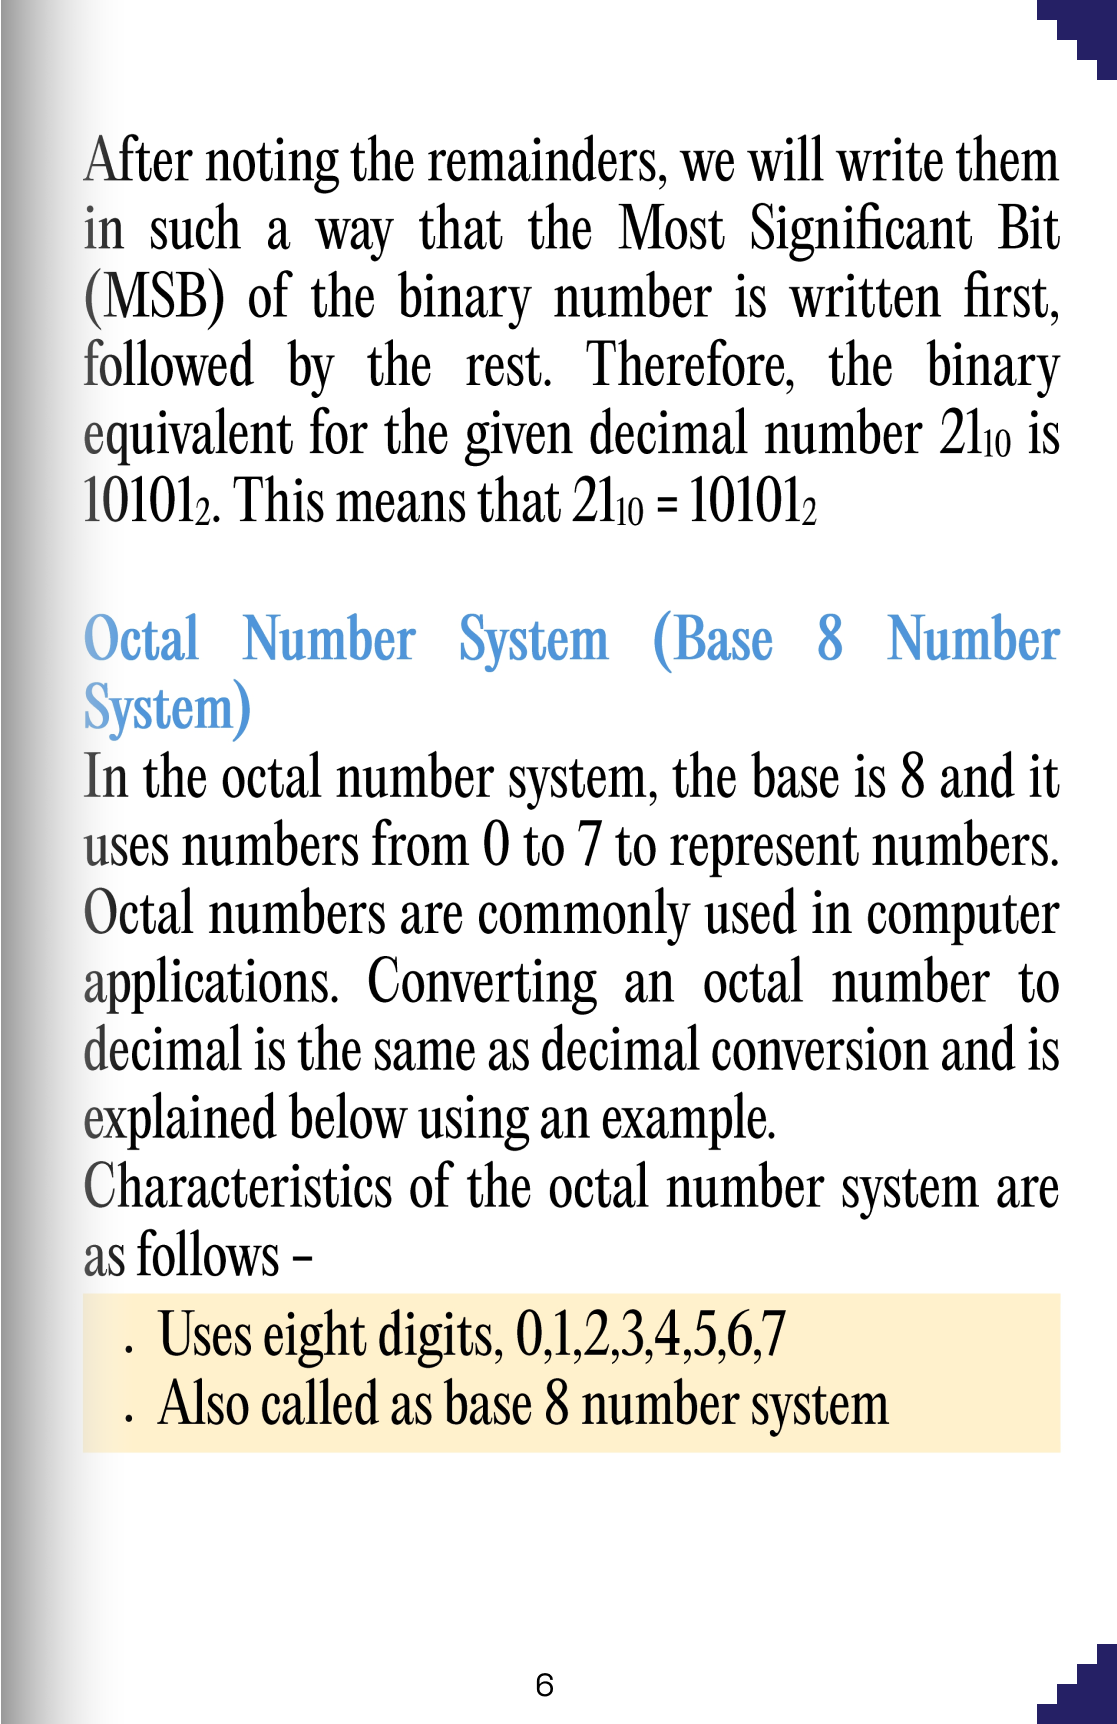 After noting the remainders, we will write them
in such a way that the Most Significant Bit
(MSB) of the binary number is written first,
followed by the rest. Therefore, the binary
equivalent for the given decimal number 21₁₀ is
10101₂. This means that 21₁₀ = 10101₂
Octal Number System (Base 8 Number
System)
In the octal number system, the base is 8 and it
uses numbers from 0 to 7 to represent numbers.
Octal numbers are commonly used in computer
applications. Converting an octal number to
decimal is the same as decimal conversion and is
explained below using an example.
Characteristics of the octal number system are
as follows –
. Uses eight digits, 0,1,2,3,4,5,6,7
. Also called as base 8 number system
6